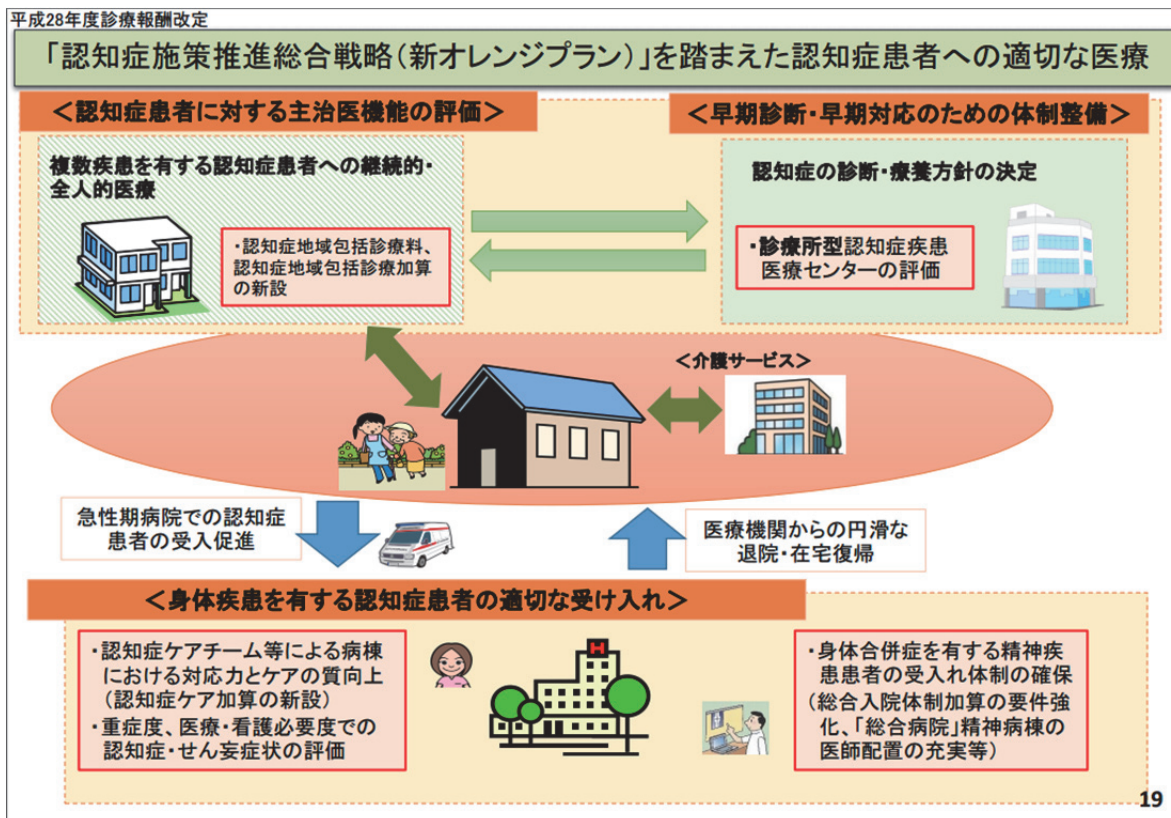 平成28年度診療報酬改定
「認知症施策推進総合戦略(新オレンジプラン)」を踏まえた認知症患者への適切な医療
＜認知症患者に対する主治医機能の評価＞
複数疾患を有する認知症患者への継続的・
全人的医療
・認知症地域包括診療料、
認知症地域包括診療加算
の新設
＜早期診断・早期対応のための体制整備＞
認知症の診断・療養方針の決定
・診療所型認知症疾患
医療センターの評価
＜介護サービス＞
急性期病院での認知症
患者の受入促進
医療機関からの円滑な
退院・在宅復帰
＜身体疾患を有する認知症患者の適切な受け入れ＞
・認知症ケアチーム等による病棟
における対応力とケアの質向上
(認知症ケア加算の新設)
・重症度、医療・看護必要度での
認知症・せん妄症状の評価
H
・身体合併症を有する精神疾
患患者の受入れ体制の確保
(総合入院体制加算の要件強
化、「総合病院」精神病棟の
医師配置の充実等)
19